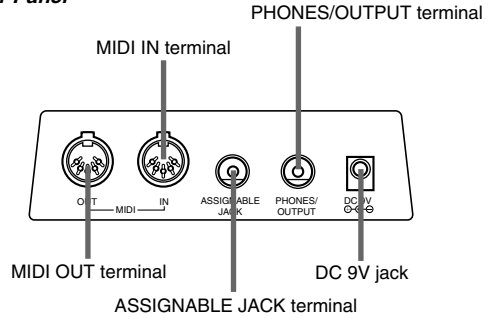 PHONES/OUTPUT terminal
MIDI IN terminal
OUT
MIDI
IN
ASSIGNABLE
JACK
PHONES/
OUTPUT
DC 9V
MIDI OUT terminal
DC 9V jack
ASSIGNABLE JACK terminal